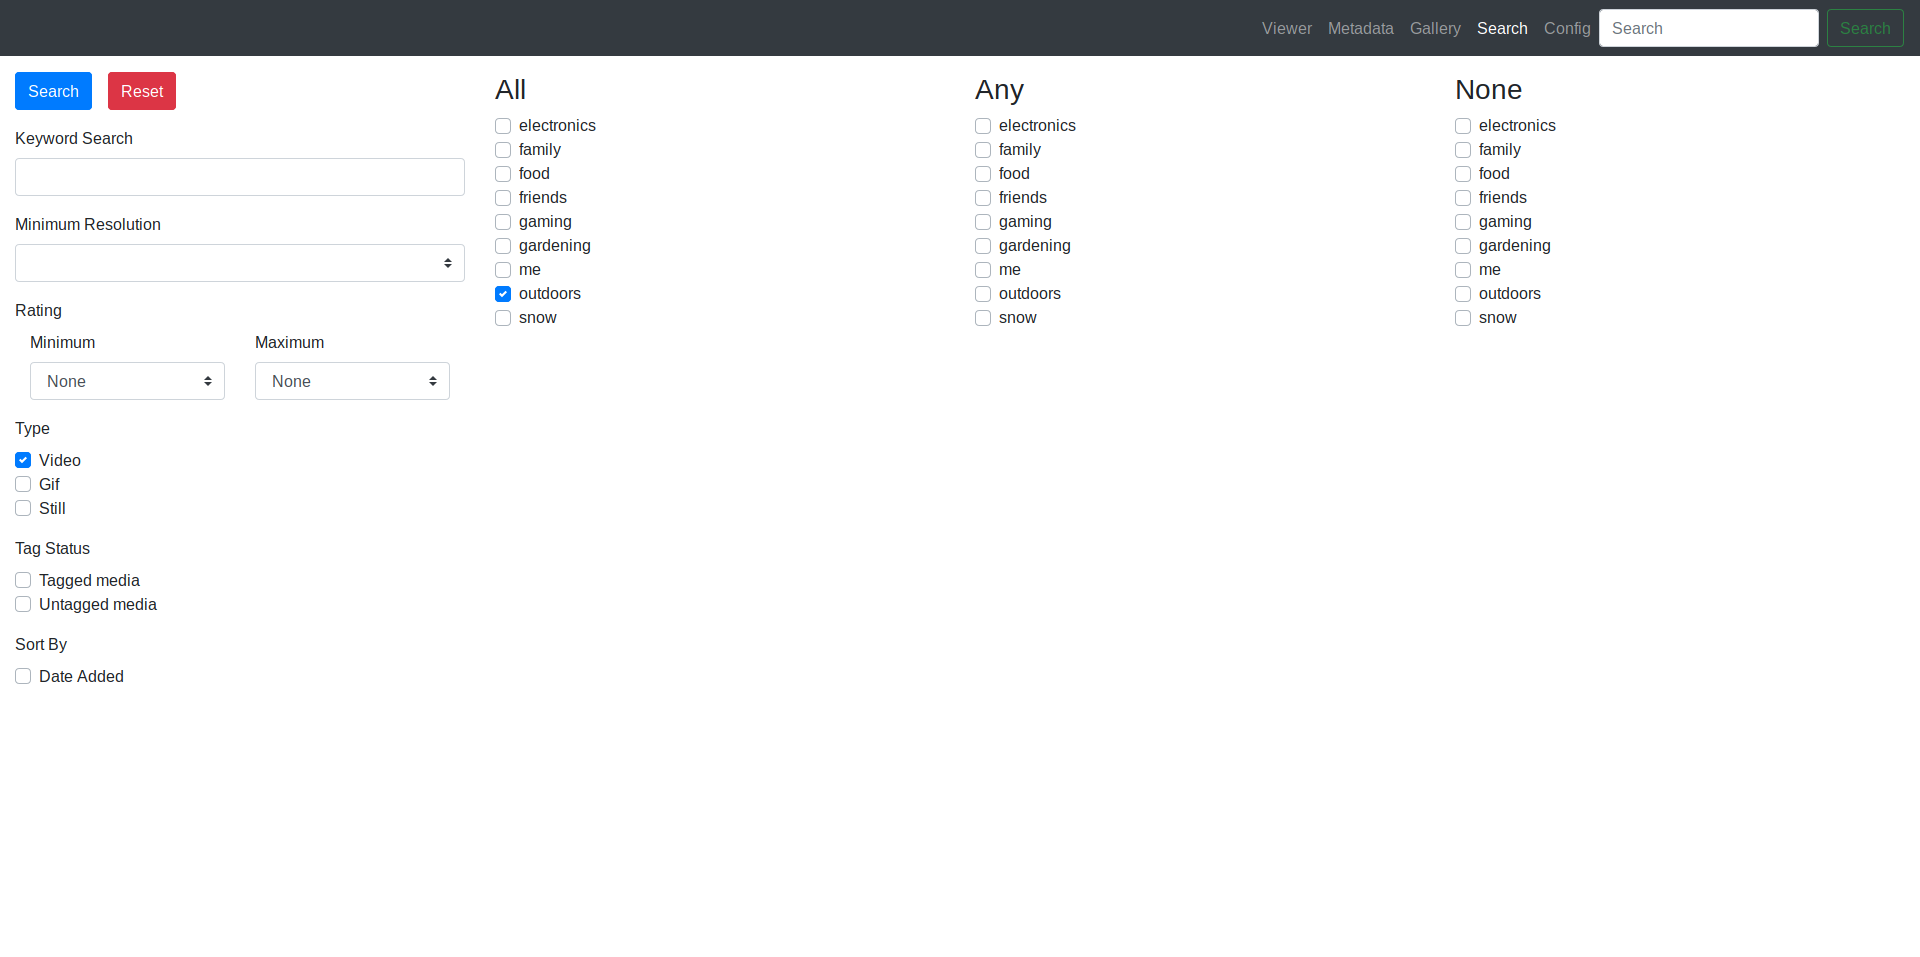 Viewer Metadata Gallery Search Config Search Search
Search Reset
Keyword Search
Minimum Resolution
Rating
Minimum Maximum
None None
Type
Video
Gif
Still
Tag Status
Tagged media
Untagged media
Sort By
Date Added
All
electronics
family
food
friends
gaming
gardening
me
outdoors
snow
Any
electronics
family
food
friends
gaming
gardening
me
outdoors
snow
None
electronics
family
food
friends
gaming
gardening
me
outdoors
snow